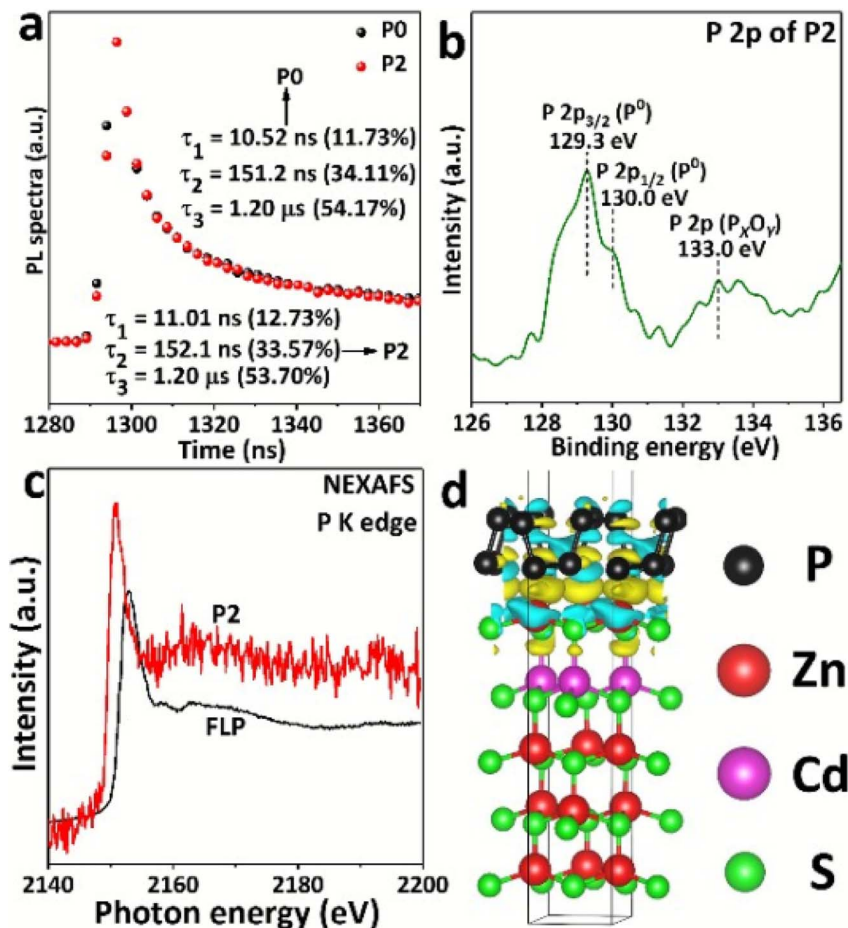 a
P0
P2
P0
τ1 = 10.52 ns (11.73%)
τ2 = 151.2 ns (34.11%)
τ3 = 1.20 μs (54.17%)
τ1 = 11.01 ns (12.73%)
τ2 = 152.1 ns (33.57%) P2
τ3 = 1.20 μs (53.70%)
PL spectra (a.u.)
1280 1300 1320 1340 1360
Time (ns)
b
P 2p of P2
P 2p3/2 (P⁰)
129.3 eV
P 2p1/2 (P⁰)
130.0 eV
P 2p (PXOY)
133.0 eV
Intensity (a.u.)
126 128 130 132 134 136
Binding energy (eV)
c
NEXAFS
P K edge
P2
FLP
Intensity (a.u.)
2140 2160 2180 2200
Photon energy (eV)
d
P
Zn
Cd
S